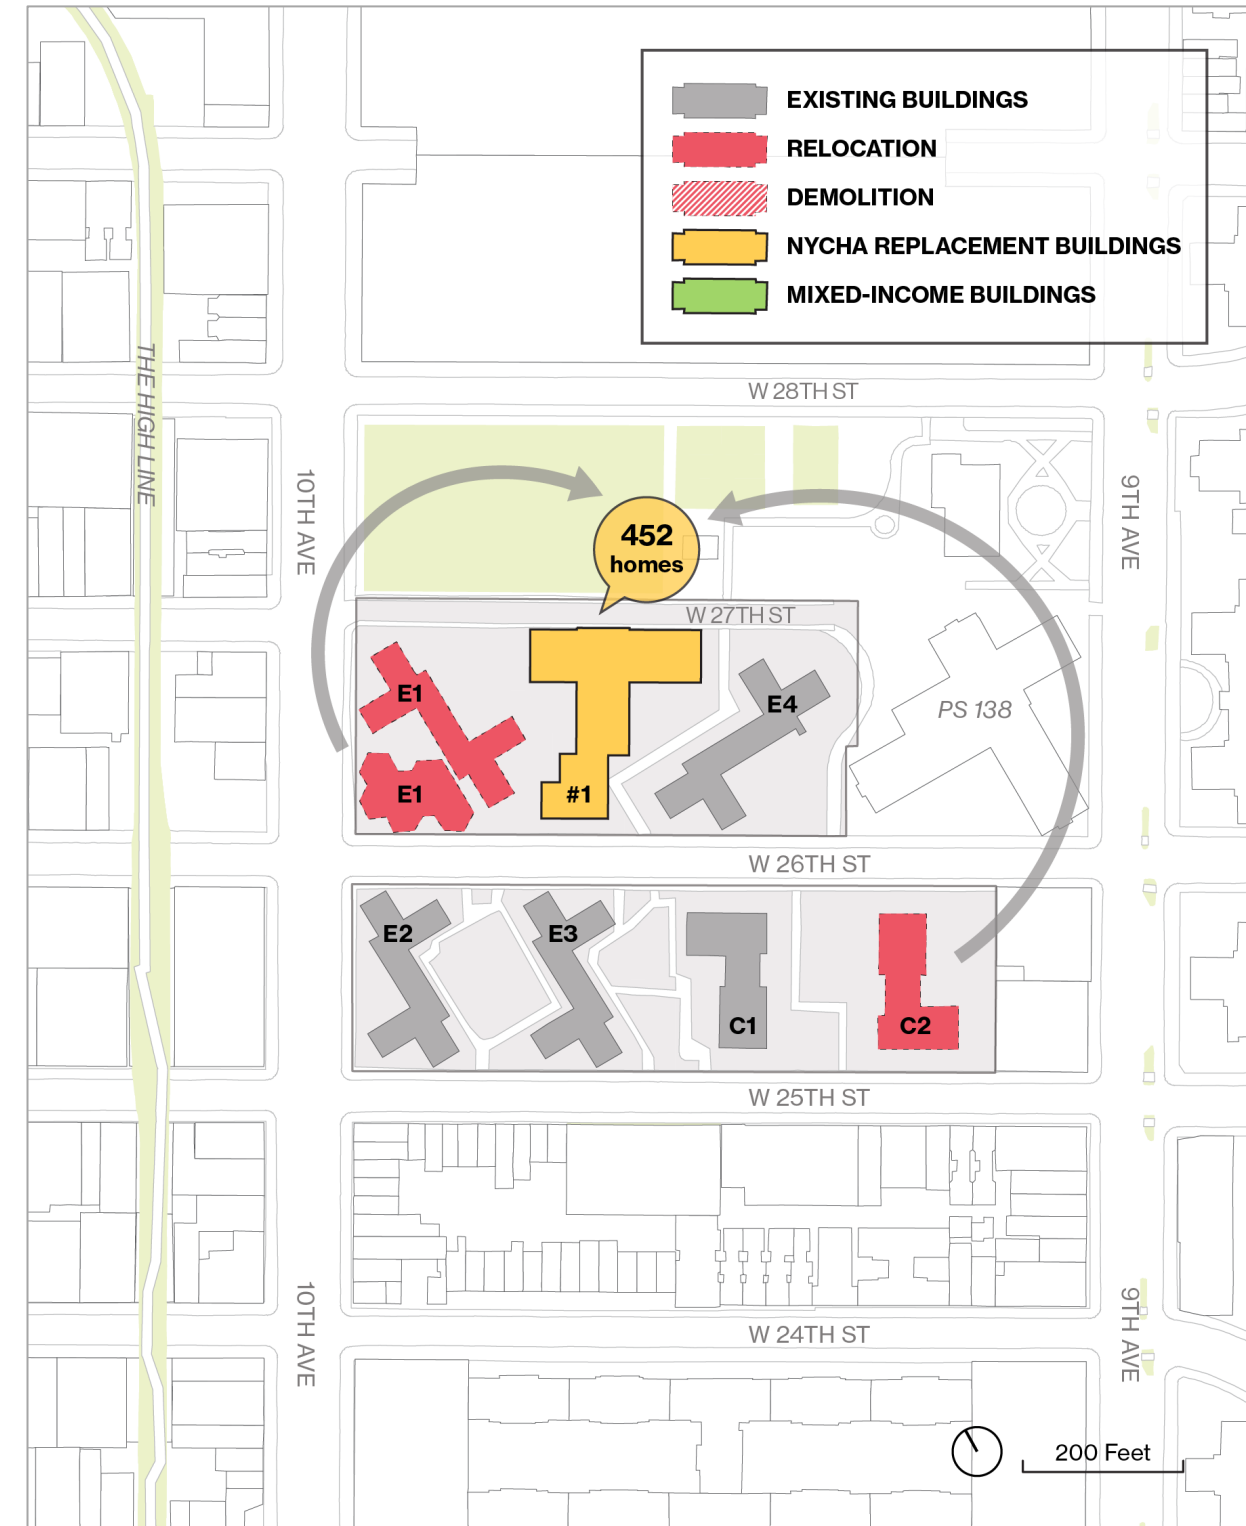 EXISTING BUILDINGS
RELOCATION
DEMOLITION
NYCHA REPLACEMENT BUILDINGS
MIXED-INCOME BUILDINGS
THE HIGH LINE
W 28TH ST
10TH AVE
9TH AVE
452
homes
W 27TH ST
E1
E4
PS 138
E1
#1
W 26TH ST
E2
E3
C1
C2
W 25TH ST
10TH AVE
9TH AVE
W 24TH ST
200 Feet